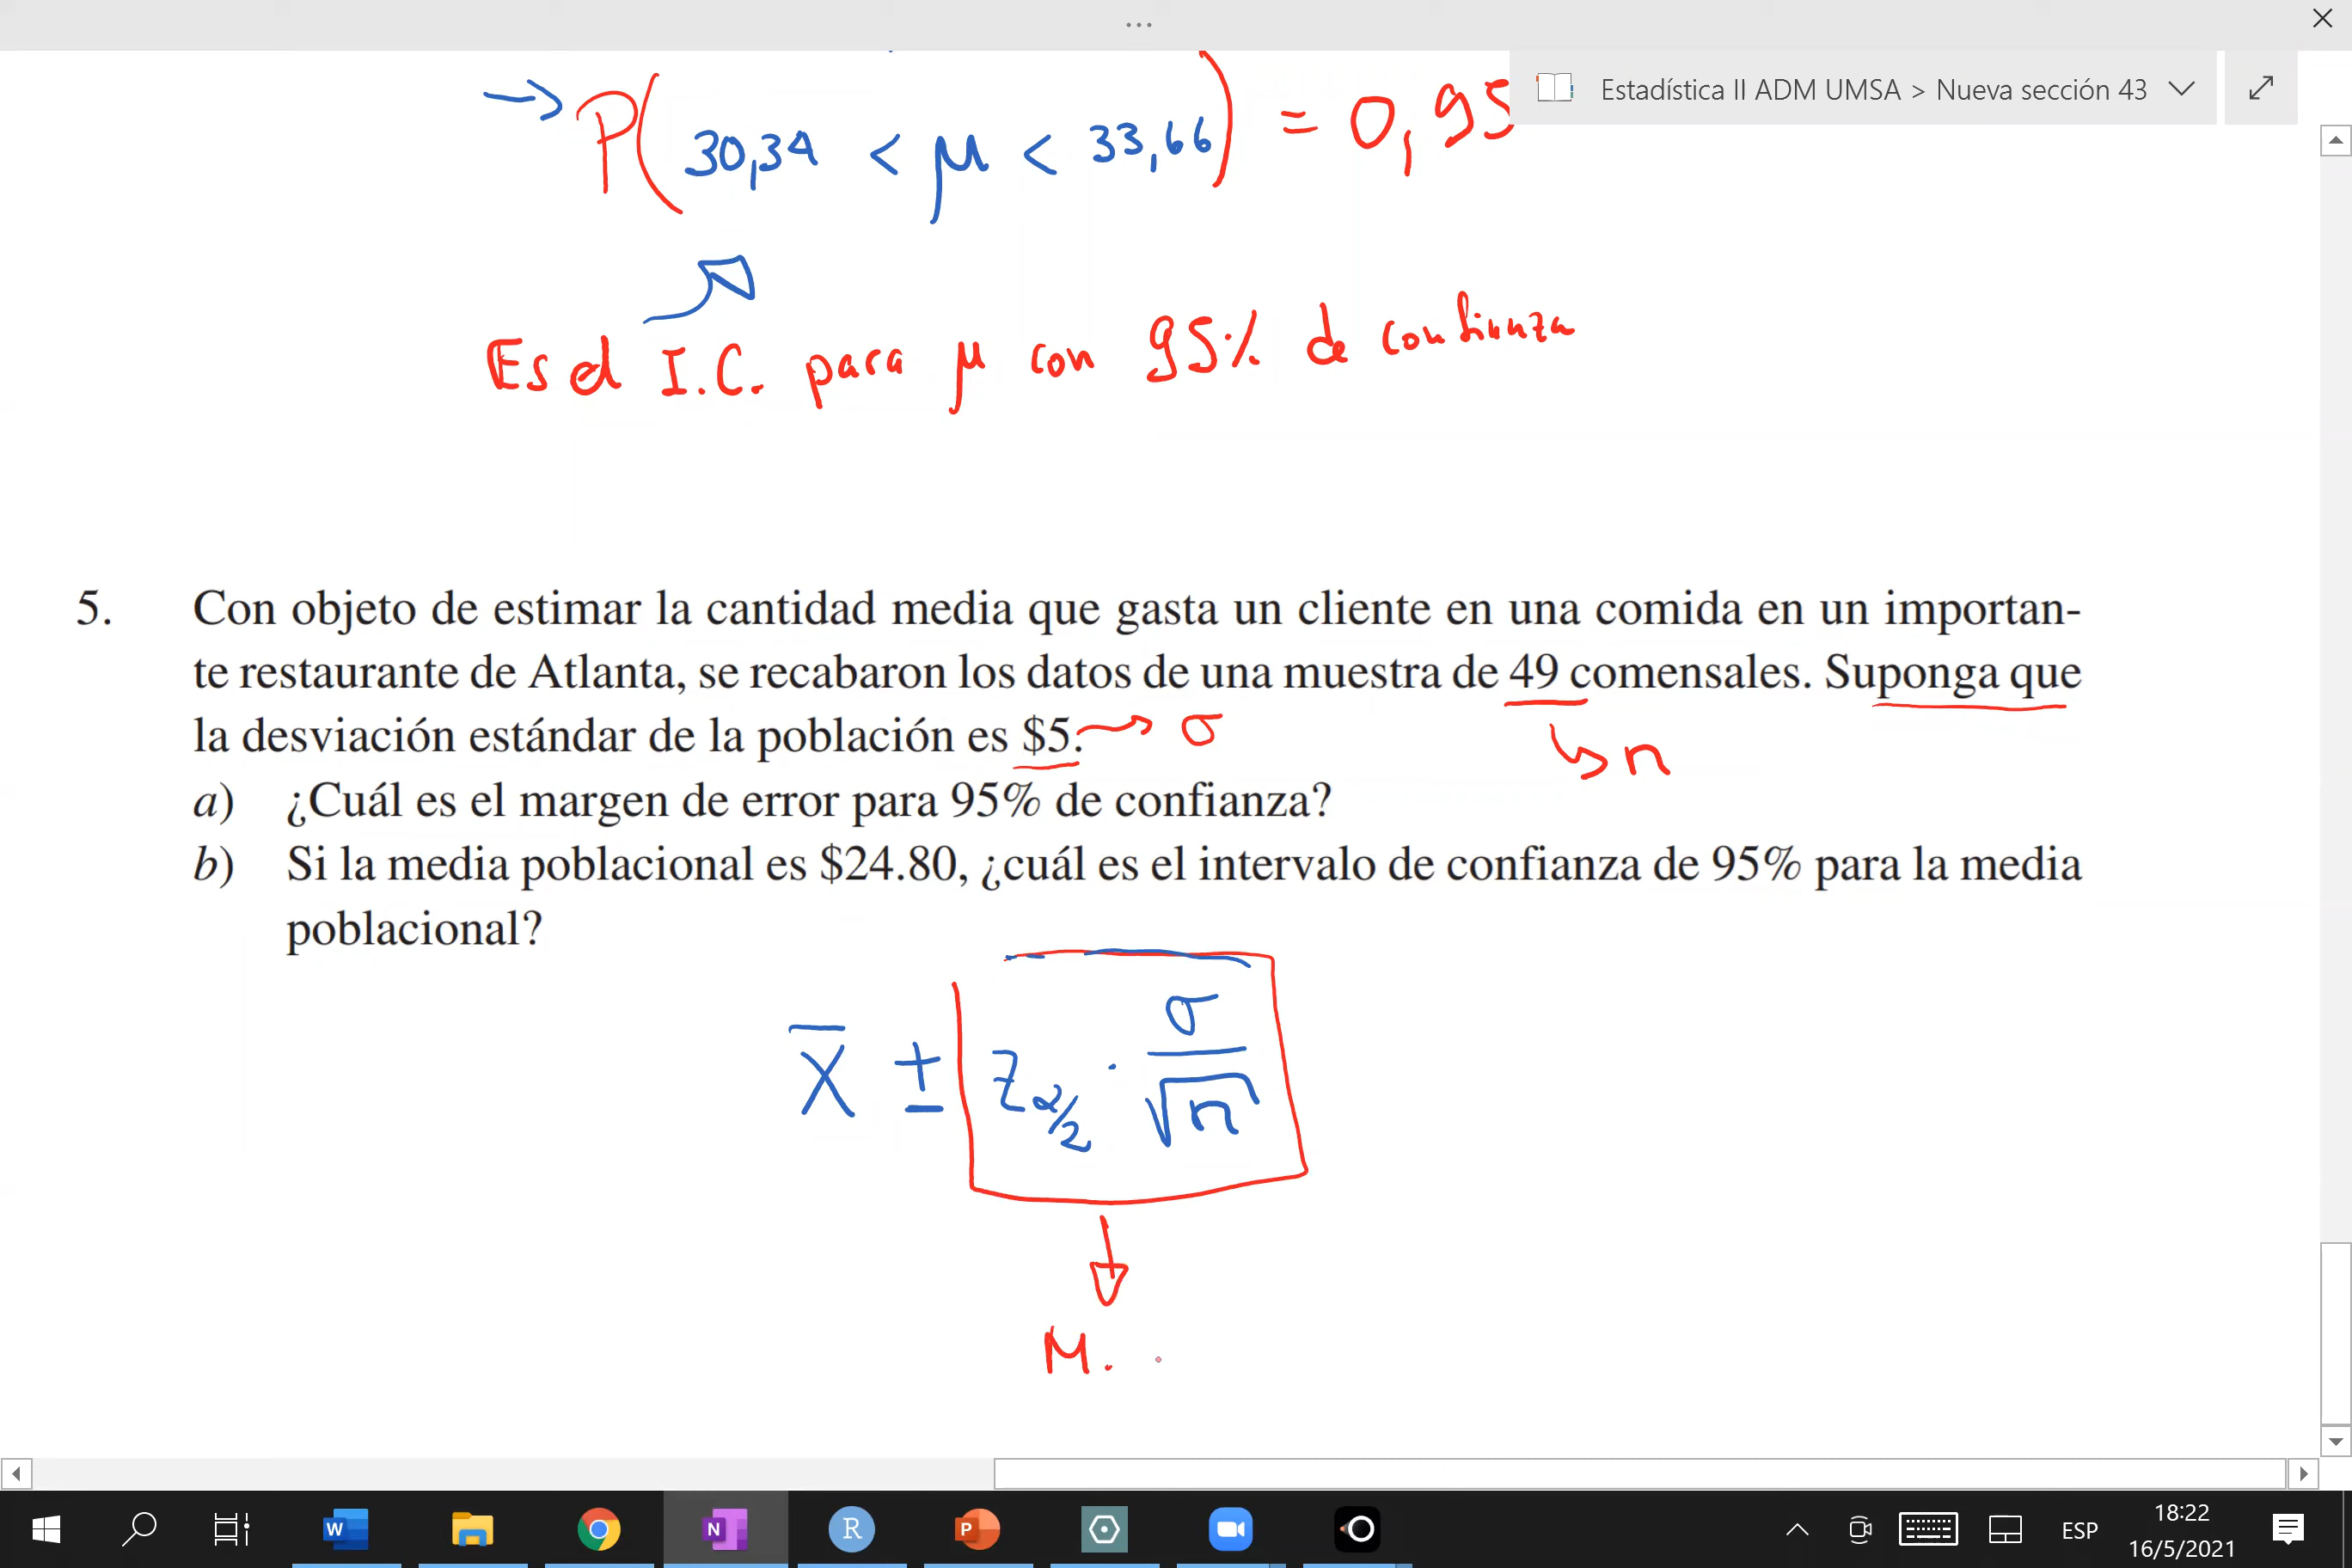 ...
Estadística II ADM UMSA > Nueva sección 43
→ P( 30,34 < μ < 33,66 ) = 0,95
Es el I.C. para μ con 95% de confianza
5. Con objeto de estimar la cantidad media que gasta un cliente en una comida en un importan-
te restaurante de Atlanta, se recabaron los datos de una muestra de 49 comensales. Suponga que
la desviación estándar de la población es $5. → σ
n
a) ¿Cuál es el margen de error para 95% de confianza?
b) Si la media poblacional es $24.80, ¿cuál es el intervalo de confianza de 95% para la media
poblacional?
X̅ ± z α/2 · σ/√n
M.
ESP
18:22
16/5/2021